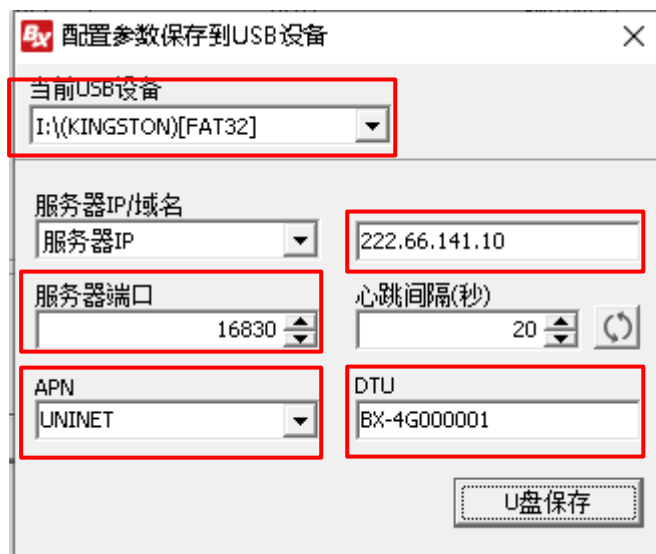 BX 配置参数保存到USB设备
当前USB设备
I:\(KINGSTON)[FAT32]
服务器IP/域名
服务器IP 222.66.141.10
服务器端口 心跳间隔(秒)
16830 20
APN DTU
UNINET BX-4G000001
U盘保存